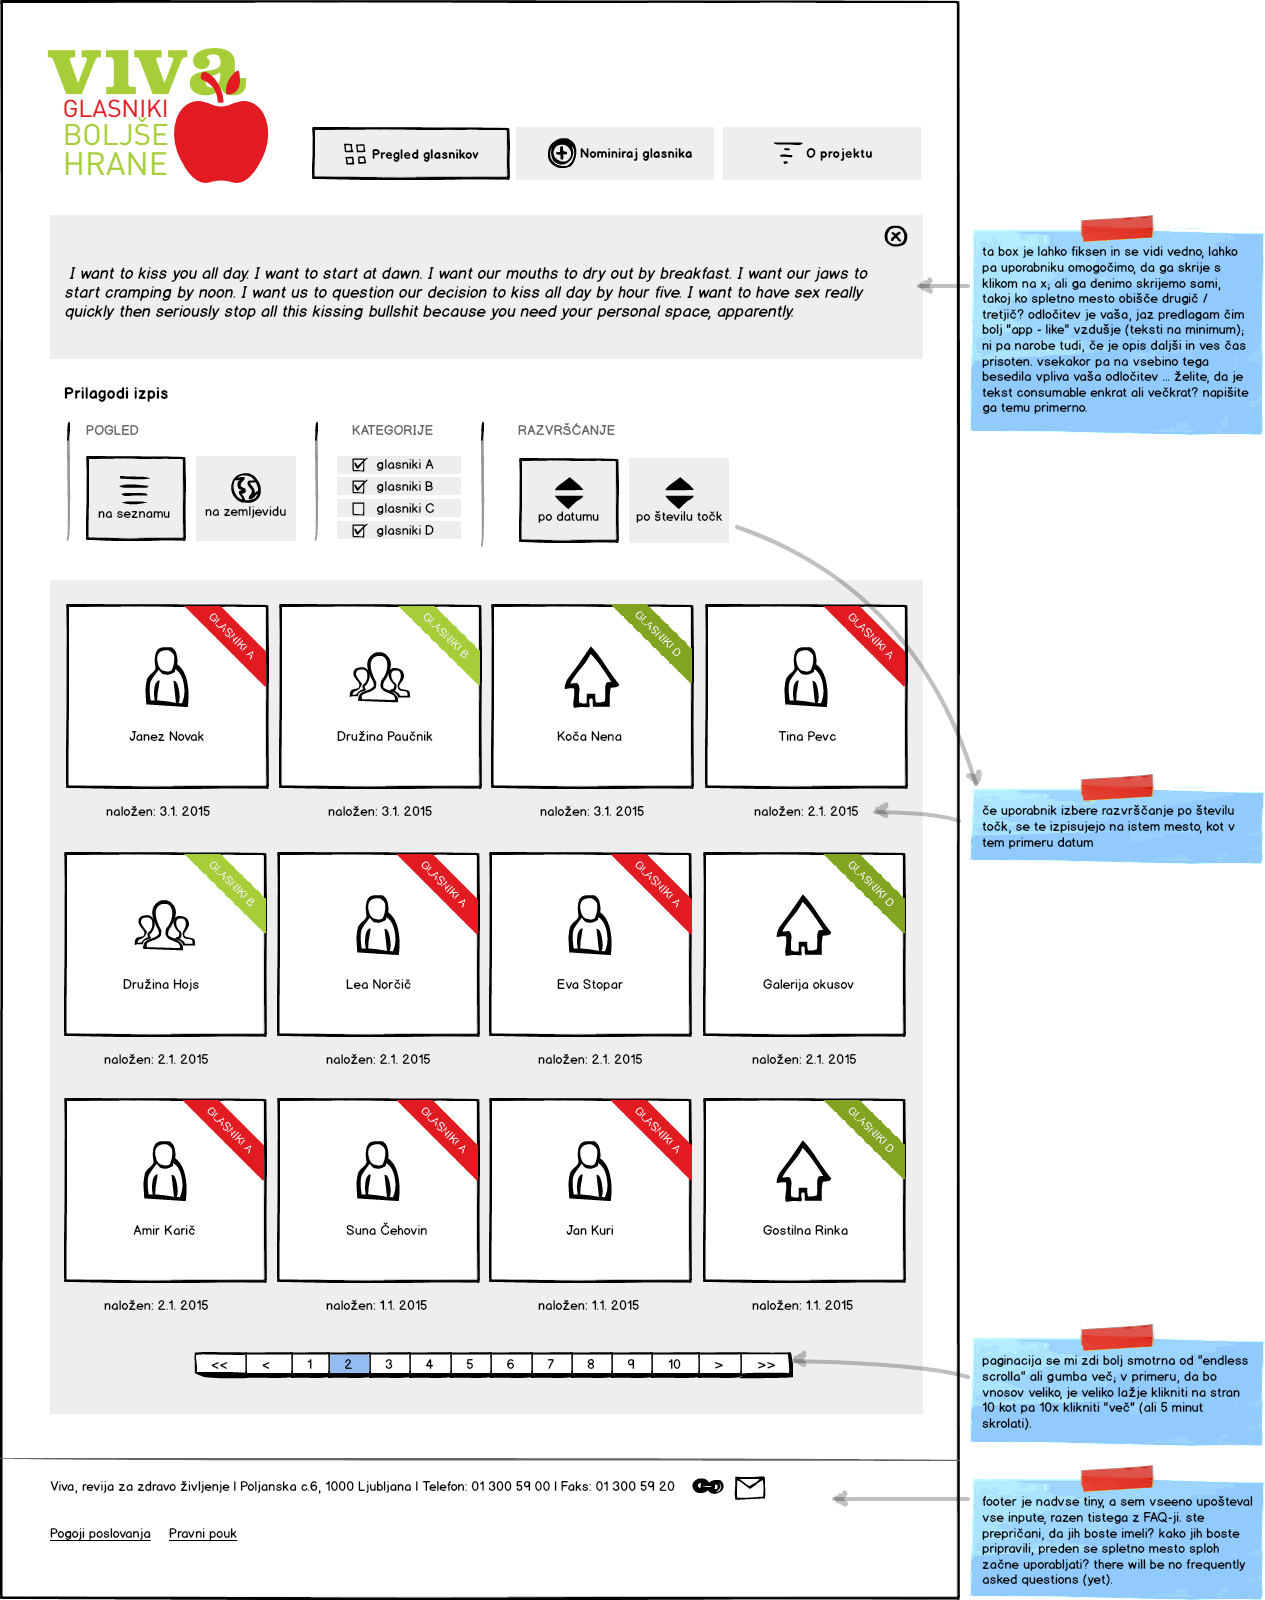 viva
GLASNIKI
BOLJŠE
HRANE
Pregled glasnikov
Nominiraj glasnika
O projektu
I want to kiss you all day. I want to start at dawn. I want our mouths to dry out by breakfast. I want our jaws to
start cramping by noon. I want us to question our decision to kiss all day by hour five. I want to have sex really
quickly then seriously stop all this kissing bullshit because you need your personal space, apparently.
ta box je lahko fiksen in se vidi vedno, lahko
pa uporabniku omogočimo, da ga skrije s
klikom na x; ali ga denimo skrijemo sami,
takoj ko spletno mesto obišče drugič /
tretjič? odločitev je vaša, jaz predlagam čim
bolj "app - like" vzdušje (teksti na minimum);
ni pa narobe tudi, če je opis daljši in ves čas
prisoten. vsekakor pa na vsebino tega
besedila vpliva vaša odločitev ... želite, da je
tekst consumable enkrat ali večkrat? napišite
ga temu primerno.
Prilagodi izpis
POGLED
na seznamu
na zemljevidu
KATEGORIJE
glasniki A
glasniki B
glasniki C
glasniki D
RAZVRŠČANJE
po datumu
po številu točk
GLASNIKI A
GLASNIKI B
GLASNIKI D
GLASNIKI A
Janez Novak
Družina Paučnik
Koča Nena
Tina Pevc
naložen: 3.1. 2015
naložen: 3.1. 2015
naložen: 3.1. 2015
naložen: 2.1. 2015
če uporabnik izbere razvrščanje po številu
točk, se te izpisujejo na istem mesto, kot v
tem primeru datum
GLASNIKI B
GLASNIKI A
GLASNIKI A
GLASNIKI D
Družina Hojs
Lea Norčič
Eva Stopar
Galerija okusov
naložen: 2.1. 2015
naložen: 2.1. 2015
naložen: 2.1. 2015
naložen: 2.1. 2015
GLASNIKI A
GLASNIKI A
GLASNIKI A
GLASNIKI D
Amir Karič
Suna Čehovin
Jan Kuri
Gostilna Rinka
naložen: 2.1. 2015
naložen: 1.1. 2015
naložen: 1.1. 2015
naložen: 1.1. 2015
<< < 1 2 3 4 5 6 7 8 9 10 > >>
paginacija se mi zdi bolj smotrna od "endless
scrolla" ali gumba več; v primeru, da bo
vnosov veliko, je veliko lažje klikniti na stran
10 kot pa 10x klikniti "več" (ali 5 minut
skrolati).
Viva, revija za zdravo življenje | Poljanska c.6, 1000 Ljubljana | Telefon: 01 300 59 00 | Faks: 01 300 59 20
Pogoji poslovanja
Pravni pouk
footer je nadvse tiny, a sem vseeno upošteval
vse inpute, razen tistega z FAQ-ji. ste
prepričani, da jih boste imeli? kako jih boste
pripravili, preden se spletno mesto sploh
začne uporabljati? there will be no frequently
asked questions (yet).